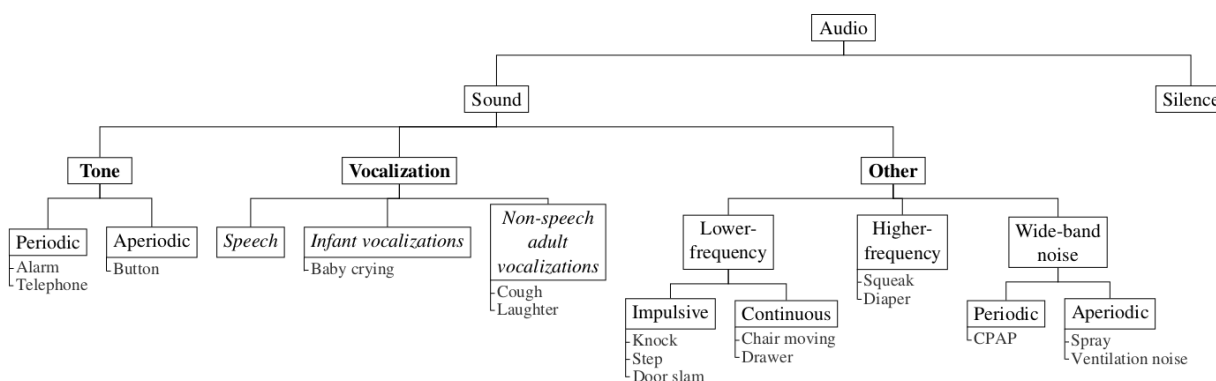 Audio
Sound
Silence
Tone
Vocalization
Other
Periodic
Alarm
Telephone
Aperiodic
Button
Speech
Infant vocalizations
Baby crying
Non-speech
adult
vocalizations
Cough
Laughter
Lower-
frequency
Impulsive
Knock
Step
Door slam
Continuous
Chair moving
Drawer
Higher-
frequency
Squeak
Diaper
Wide-band
noise
Periodic
CPAP
Aperiodic
Spray
Ventilation noise